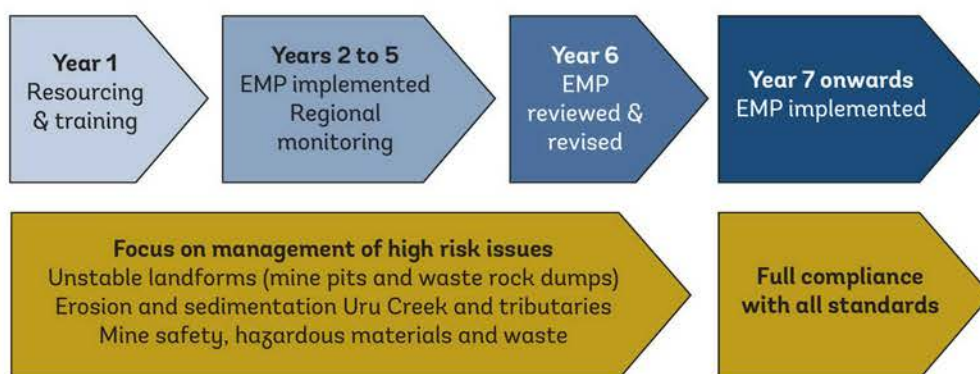 Year 1
Resourcing
& training
Years 2 to 5
EMP implemented
Regional
monitoring
Year 6
EMP
reviewed &
revised
Year 7 onwards
EMP implemented
Focus on management of high risk issues
Unstable landforms (mine pits and waste rock dumps)
Erosion and sedimentation Uru Creek and tributaries
Mine safety, hazardous materials and waste
Full compliance
with all standards